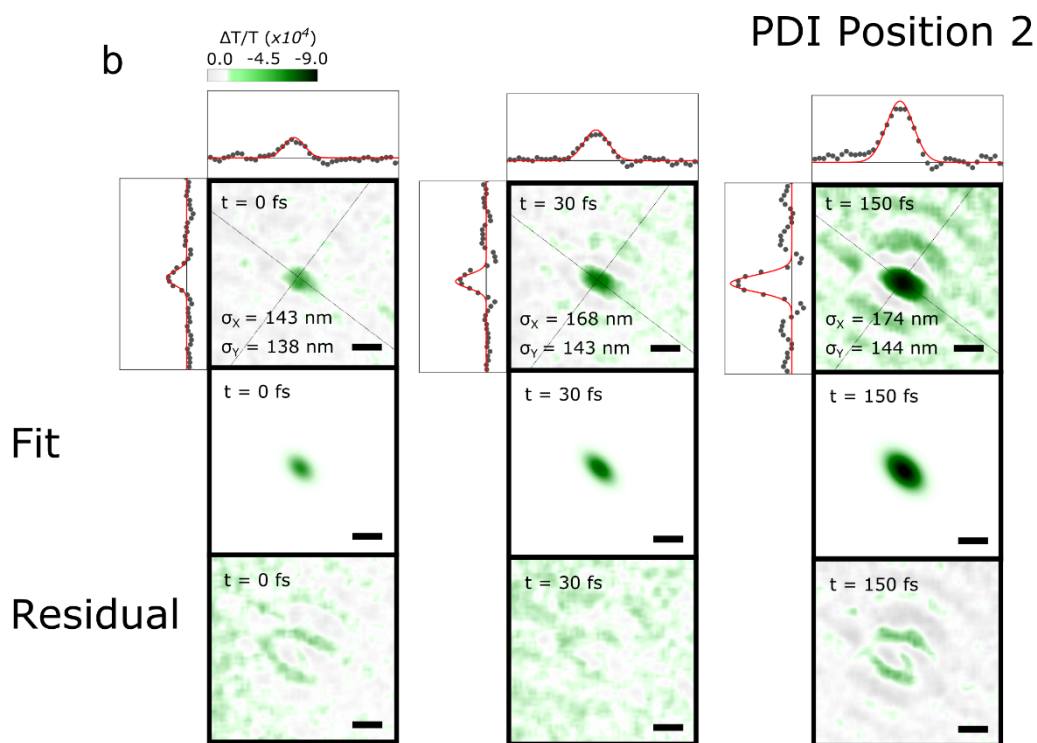 PDI Position 2
b
ΔT/T (x10⁴)
0.0 -4.5 -9.0
t = 0 fs
σX = 143 nm
σY = 138 nm
t = 30 fs
σX = 168 nm
σY = 143 nm
t = 150 fs
σX = 174 nm
σY = 144 nm
Fit
t = 0 fs
t = 30 fs
t = 150 fs
Residual
t = 0 fs
t = 30 fs
t = 150 fs